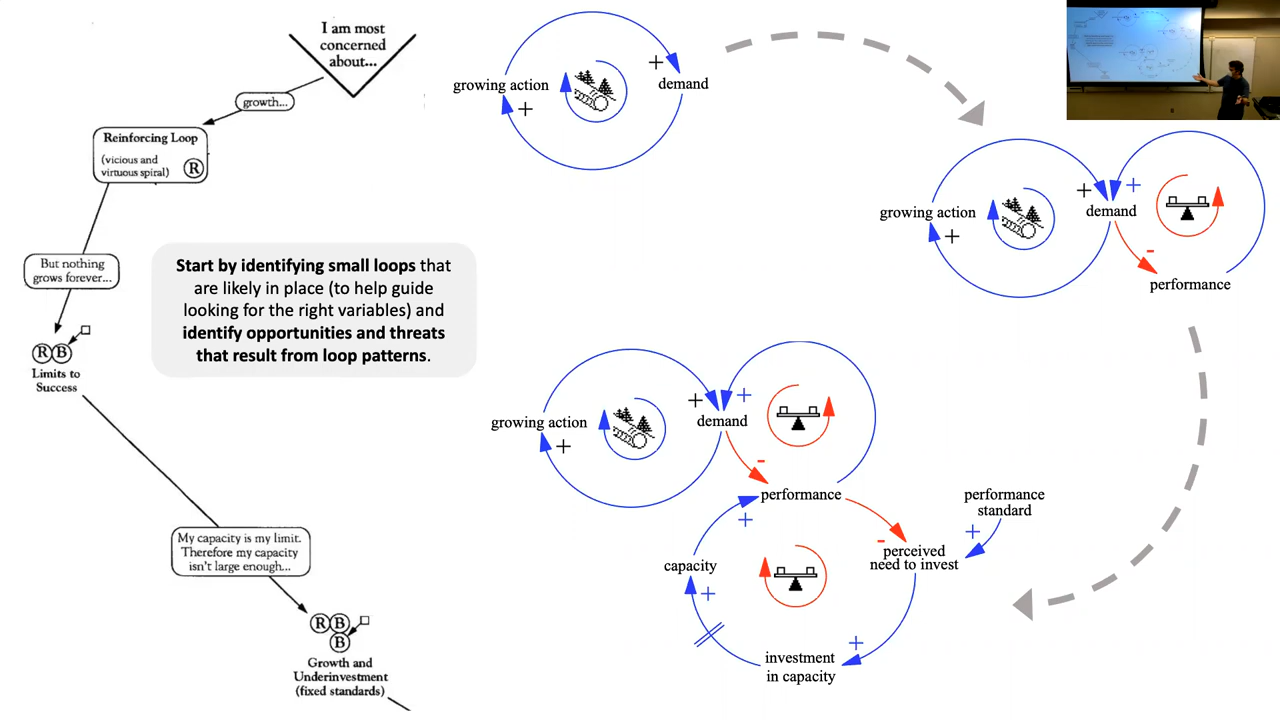 I am most
concerned
about...
growth...
Reinforcing Loop
(vicious and
virtuous spiral)
R
But nothing
grows forever...
R B
Limits to
Success
My capacity is my limit.
Therefore my capacity
isn't large enough...
R B
B
Growth and
Underinvestment
(fixed standards)
Start by identifying small loops that
are likely in place (to help guide
looking for the right variables) and
identify opportunities and threats
that result from loop patterns.
growing action
+
+
demand
growing action
+
+
demand
+
-
performance
growing action
+
+
demand
+
-
performance
+
capacity
+
-
perceived
need to invest
performance
standard
+
+
investment
in capacity